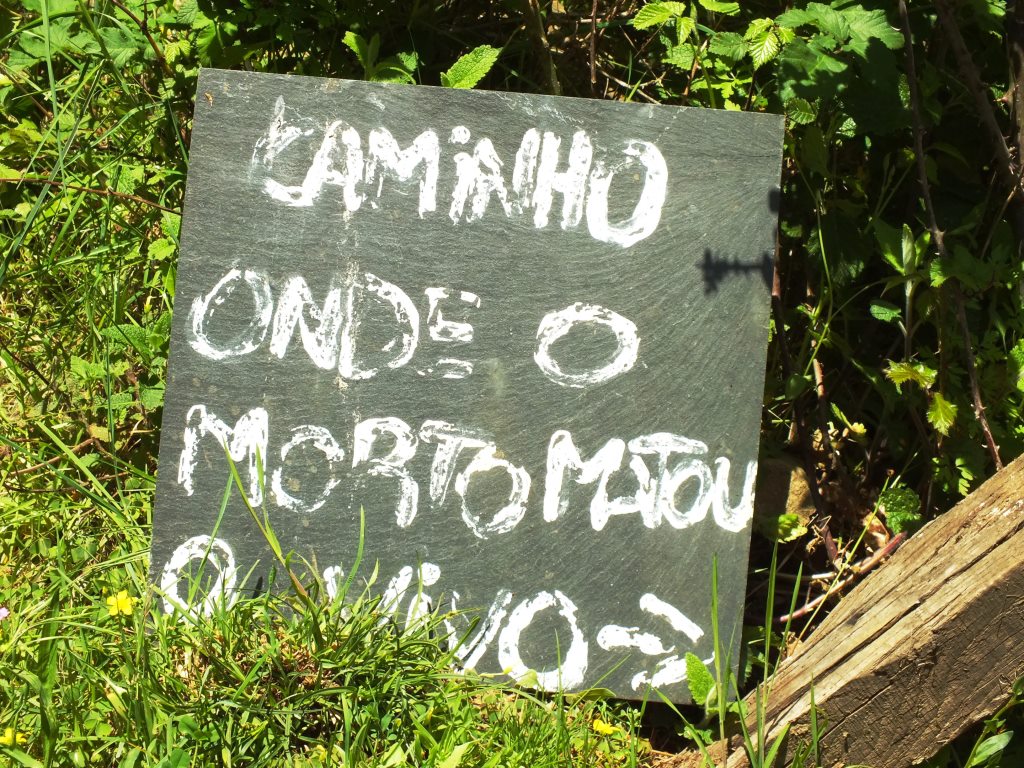 CAMiNHO
ONDE O
MORTO MATOU
O ViVO →